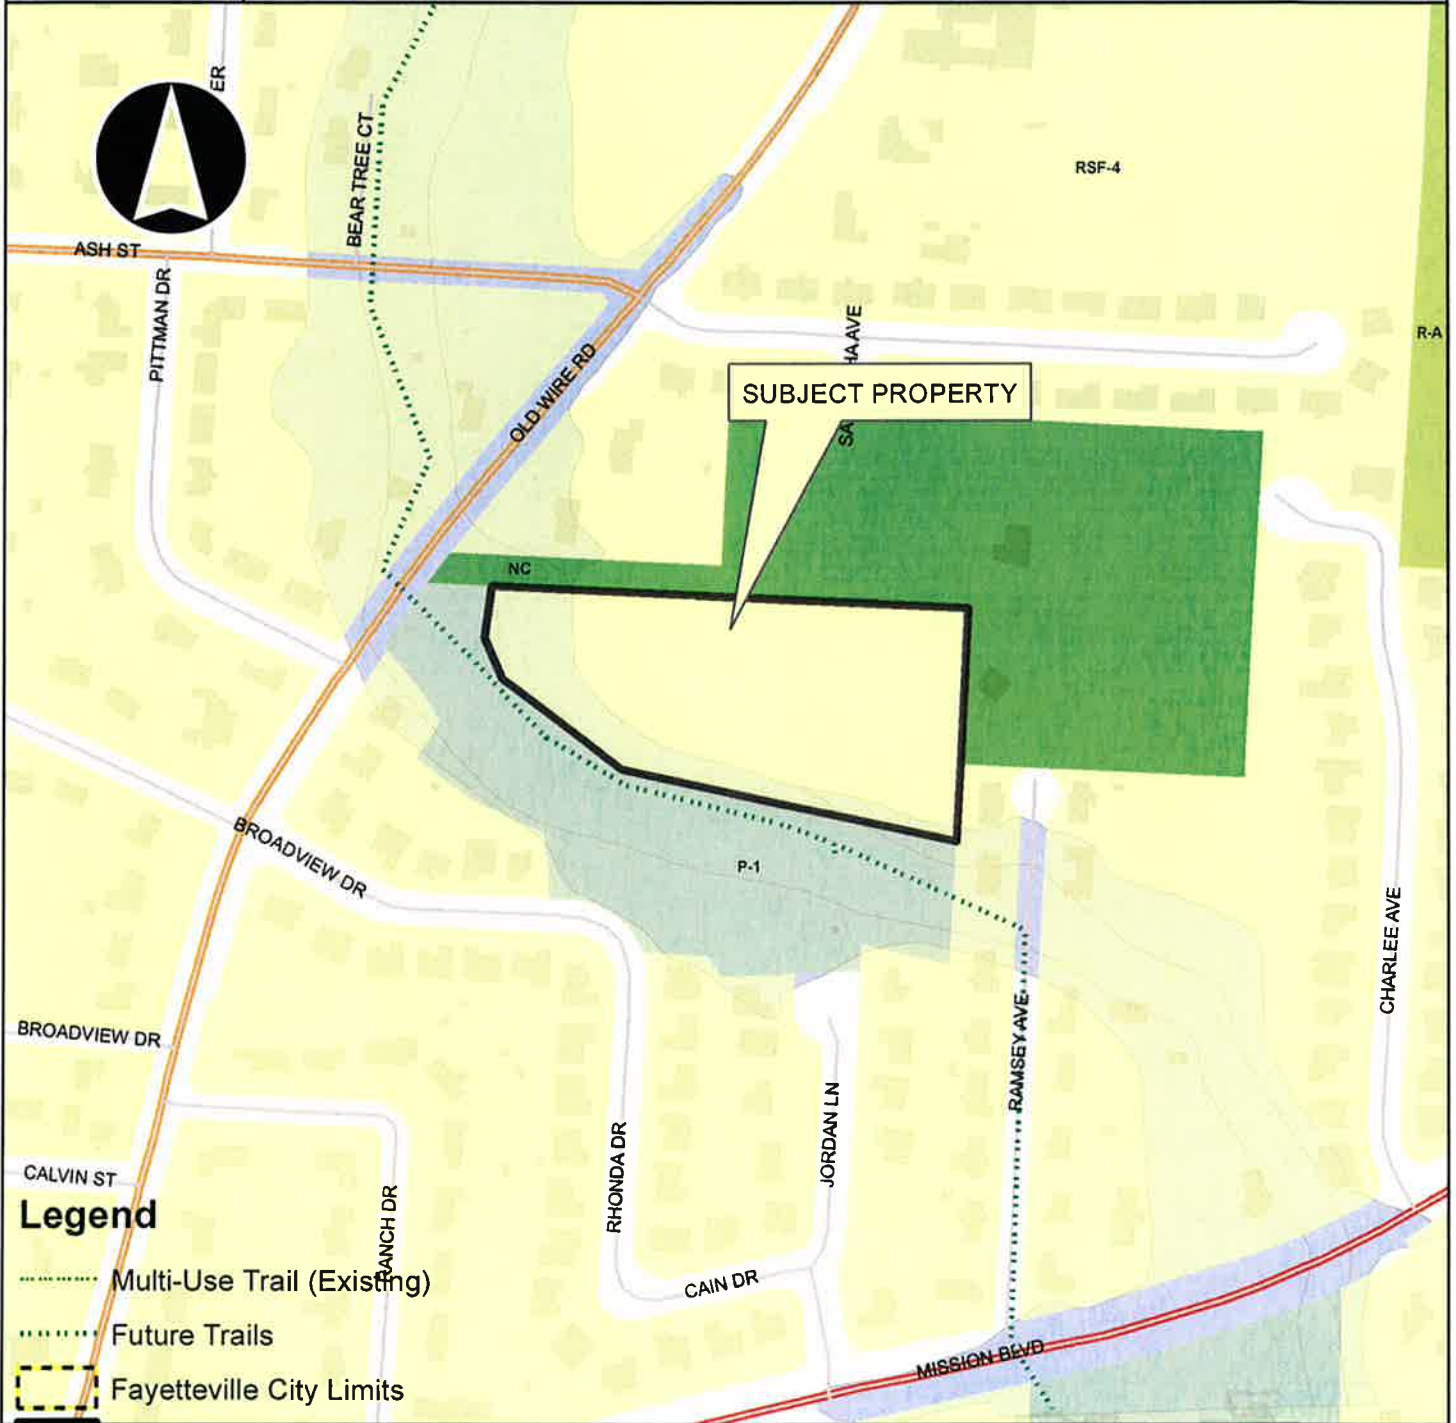 ER
BEAR TREE CT
RSF-4
ASH ST
PITTMAN DR
R-A
OLD WIRE RD
HA AVE
SUBJECT PROPERTY
SA
NC
BROADVIEW DR
P-1
CHARLEE AVE
BROADVIEW DR
RAMSEY AVE
JORDAN LN
RHONDA DR
CALVIN ST
Legend
RANCH DR
Multi-Use Trail (Existing)
CAIN DR
Future Trails
MISSION BLVD
Fayetteville City Limits